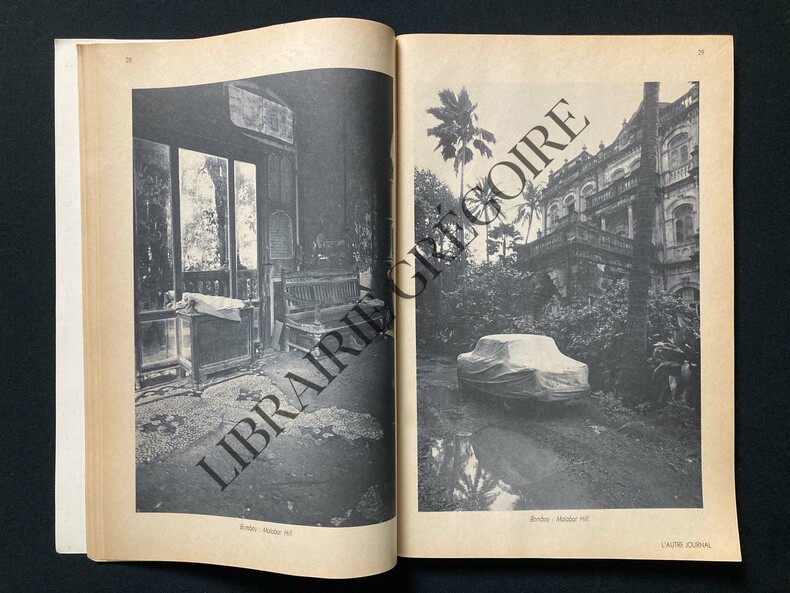 28
Bombay : Malabar Hill.
29
Bombay : Malabar Hill.
L'AUTRE JOURNAL
LIBRAIRIE GRÉGOIRE